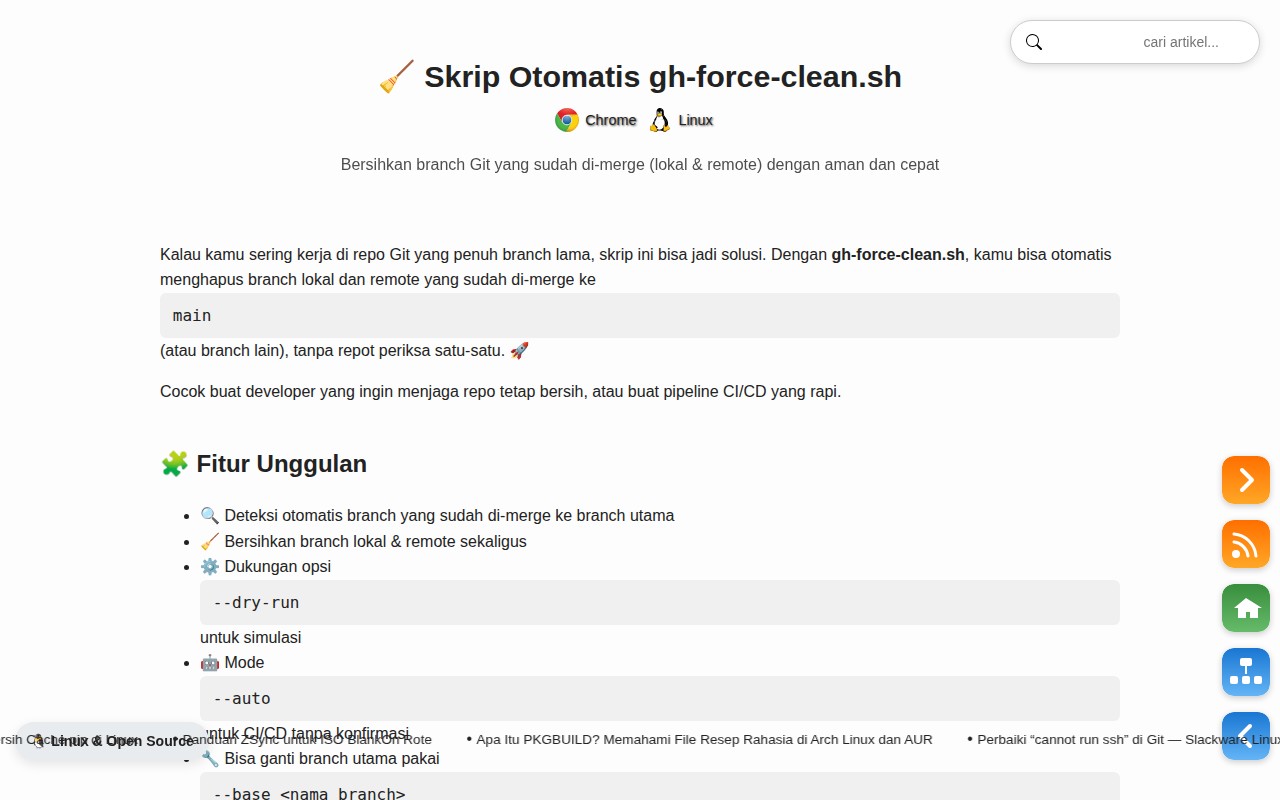 cari artikel...
🧹 Skrip Otomatis gh-force-clean.sh
Chrome Linux
Bersihkan branch Git yang sudah di-merge (lokal & remote) dengan aman dan cepat
Kalau kamu sering kerja di repo Git yang penuh branch lama, skrip ini bisa jadi solusi. Dengan gh-force-clean.sh, kamu bisa otomatis
menghapus branch lokal dan remote yang sudah di-merge ke
main
(atau branch lain), tanpa repot periksa satu-satu. 🚀
Cocok buat developer yang ingin menjaga repo tetap bersih, atau buat pipeline CI/CD yang rapi.
🧩 Fitur Unggulan
• 🔍 Deteksi otomatis branch yang sudah di-merge ke branch utama
• 🧹 Bersihkan branch lokal & remote sekaligus
• ⚙️ Dukungan opsi
--dry-run
untuk simulasi
• 🤖 Mode
--auto
untuk CI/CD tanpa konfirmasi
🐧 Linux & Open Source
• Panduan ZSync untuk ISO BlankOn Rote • Apa Itu PKGBUILD? Memahami File Resep Rahasia di Arch Linux dan AUR • Perbaiki “cannot run ssh” di Git — Slackware Linux
• 🔧 Bisa ganti branch utama pakai
--base <nama branch>